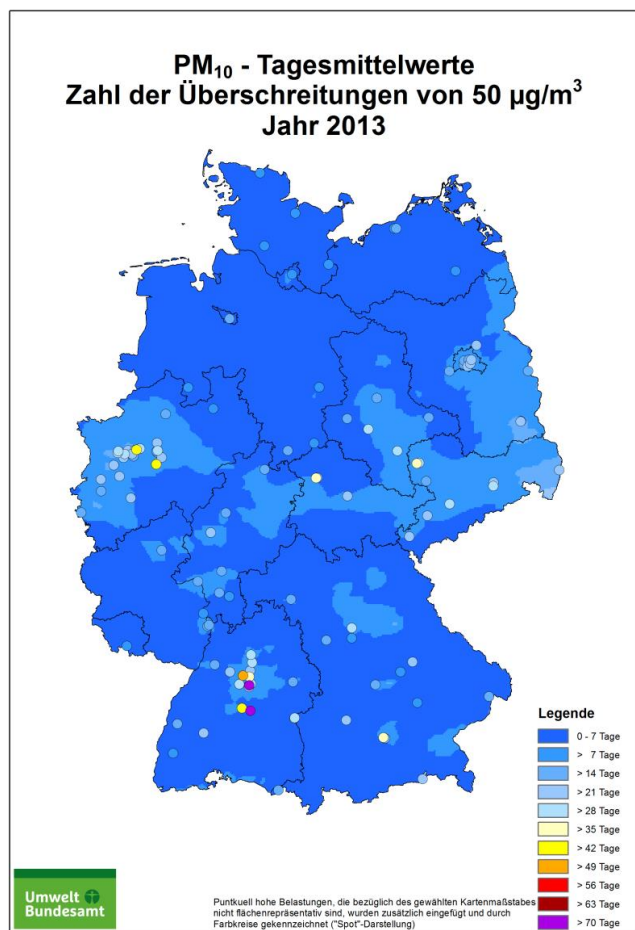 PM₁₀ - Tagesmittelwerte
Zahl der Überschreitungen von 50 µg/m³
Jahr 2013
Legende
0 - 7 Tage
> 7 Tage
> 14 Tage
> 21 Tage
> 28 Tage
> 35 Tage
> 42 Tage
> 49 Tage
> 56 Tage
> 63 Tage
> 70 Tage
Umwelt
Bundesamt
Puntkuell hohe Belastungen, die bezüglich des gewählten Kartenmaßstabes
nicht flächenrepräsentativ sind, wurden zusätzlich eingefügt und durch
Farbkreise gekennzeichnet ("Spot"-Darstellung)